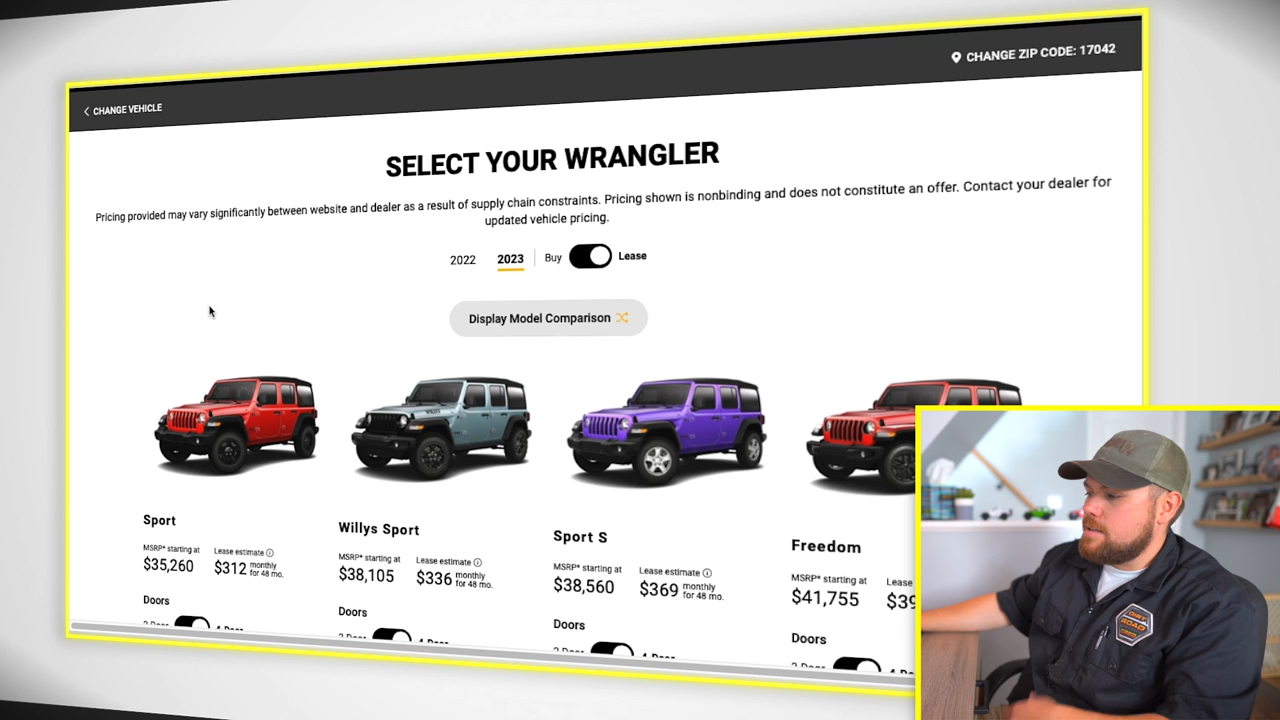 CHANGE VEHICLE
CHANGE ZIP CODE: 17042
SELECT YOUR WRANGLER
Pricing provided may vary significantly between website and dealer as a result of supply chain constraints. Pricing shown is nonbinding and does not constitute an offer. Contact your dealer for
updated vehicle pricing.
2022 2023 Buy Lease
Display Model Comparison
Sport
MSRP* starting at
$35,260
Lease estimate
$312 monthly
for 48 mo.
Doors
Willys Sport
MSRP* starting at
$38,105
Lease estimate
$336 monthly
for 48 mo.
Doors
Sport S
MSRP* starting at
$38,560
Lease estimate
$369 monthly
for 48 mo.
Doors
Freedom
MSRP* starting at
$41,755
Lease
Doors
DIRT
ROAD